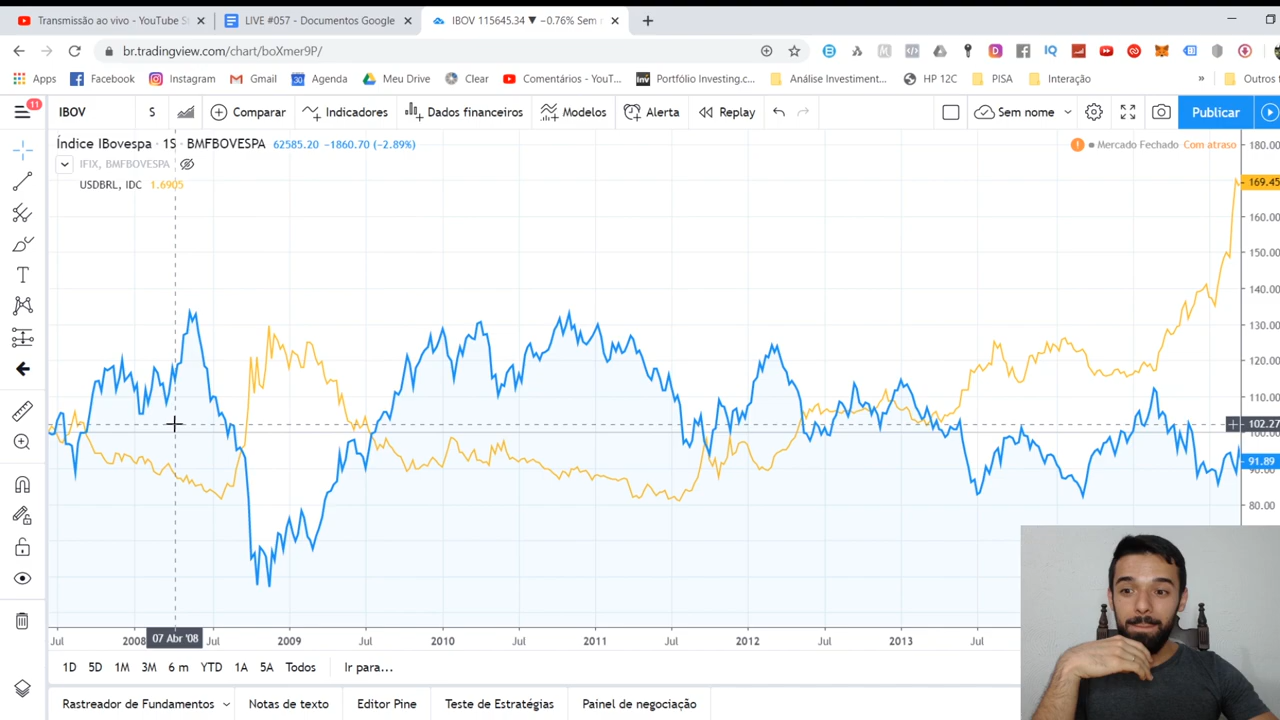 Transmissão ao vivo - YouTube S
LIVE #057 - Documentos Google
IBOV 115645.34 ▼ −0.76% Sem n
br.tradingview.com/chart/boXmer9P/
Apps Facebook Instagram Gmail Agenda Meu Drive Clear Comentários - YouT... Portfólio Investing.c... Análise Investiment... HP 12C PISA Interação » Outros f
11
IBOV S Comparar Indicadores Dados financeiros Modelos Alerta Replay Sem nome Publicar
Índice IBovespa · 1S · BMFBOVESPA 62585.20 −1860.70 (−2.89%)
Mercado Fechado Com atraso
IFIX, BMFBOVESPA
USDBRL, IDC 1.6905
180.00
169.45
160.00
150.00
140.00
130.00
120.00
110.00
102.27
100.00
91.89
90.00
80.00
Jul 2008 07 Abr '08 Jul 2009 Jul 2010 Jul 2011 Jul 2012 Jul 2013 Jul
1D 5D 1M 3M 6 m YTD 1A 5A Todos Ir para...
Rastreador de Fundamentos Notas de texto Editor Pine Teste de Estratégias Painel de negociação